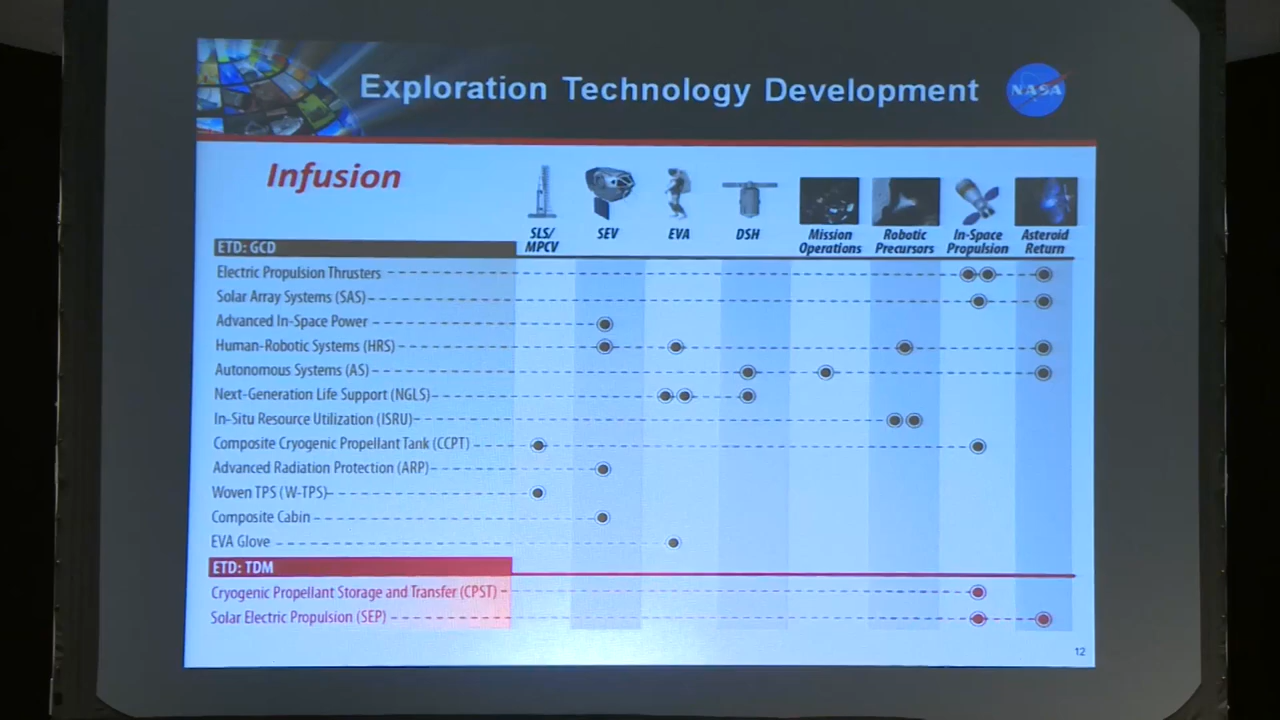 Exploration Technology Development
NASA
Infusion
SLS/
MPCV
SEV
EVA
DSH
Mission
Operations
Robotic
Precursors
In-Space
Propulsion
Asteroid
Return
ETD: GCD
Electric Propulsion Thrusters
Solar Array Systems (SAS)
Advanced In-Space Power
Human-Robotic Systems (HRS)
Autonomous Systems (AS)
Next-Generation Life Support (NGLS)
In-Situ Resource Utilization (ISRU)
Composite Cryogenic Propellant Tank (CCPT)
Advanced Radiation Protection (ARP)
Woven TPS (W-TPS)
Composite Cabin
EVA Glove
ETD: TDM
Cryogenic Propellant Storage and Transfer (CPST)
Solar Electric Propulsion (SEP)
12